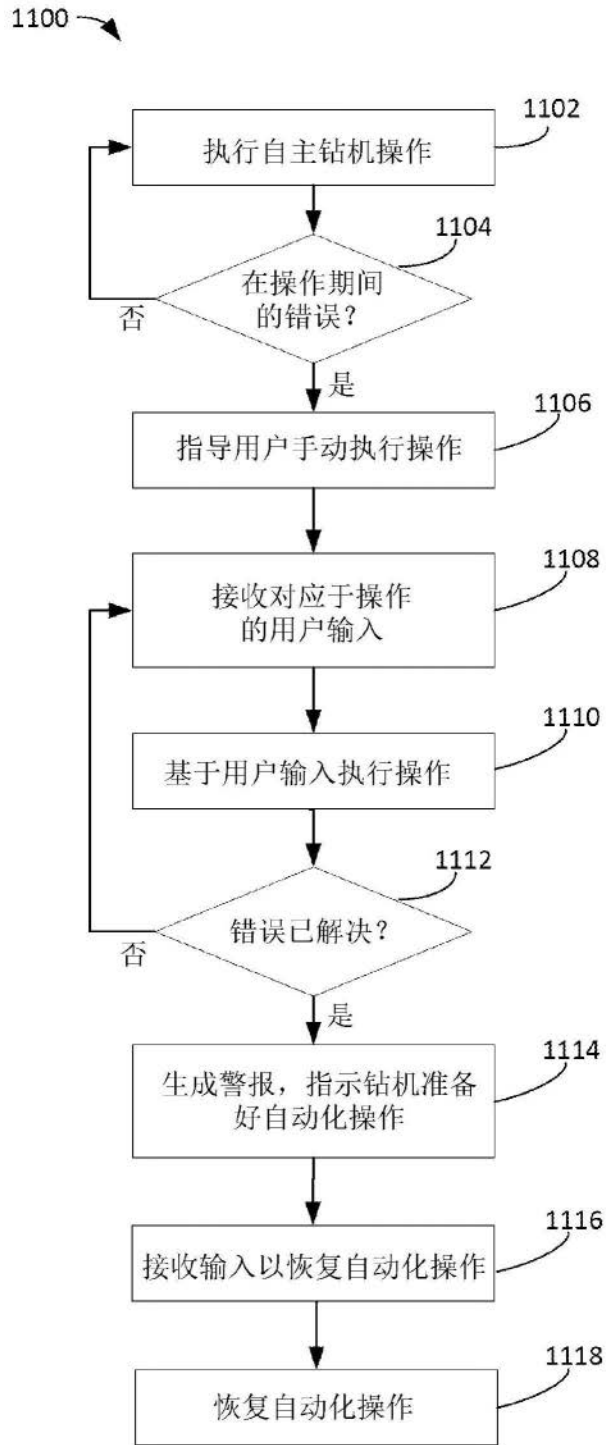 1100
1102
执行自主钻机操作
1104
在操作期间
的错误?
否
是
1106
指导用户手动执行操作
1108
接收对应于操作
的用户输入
1110
基于用户输入执行操作
1112
错误已解决?
否
是
1114
生成警报，指示钻机准备
好自动化操作
1116
接收输入以恢复自动化操作
1118
恢复自动化操作